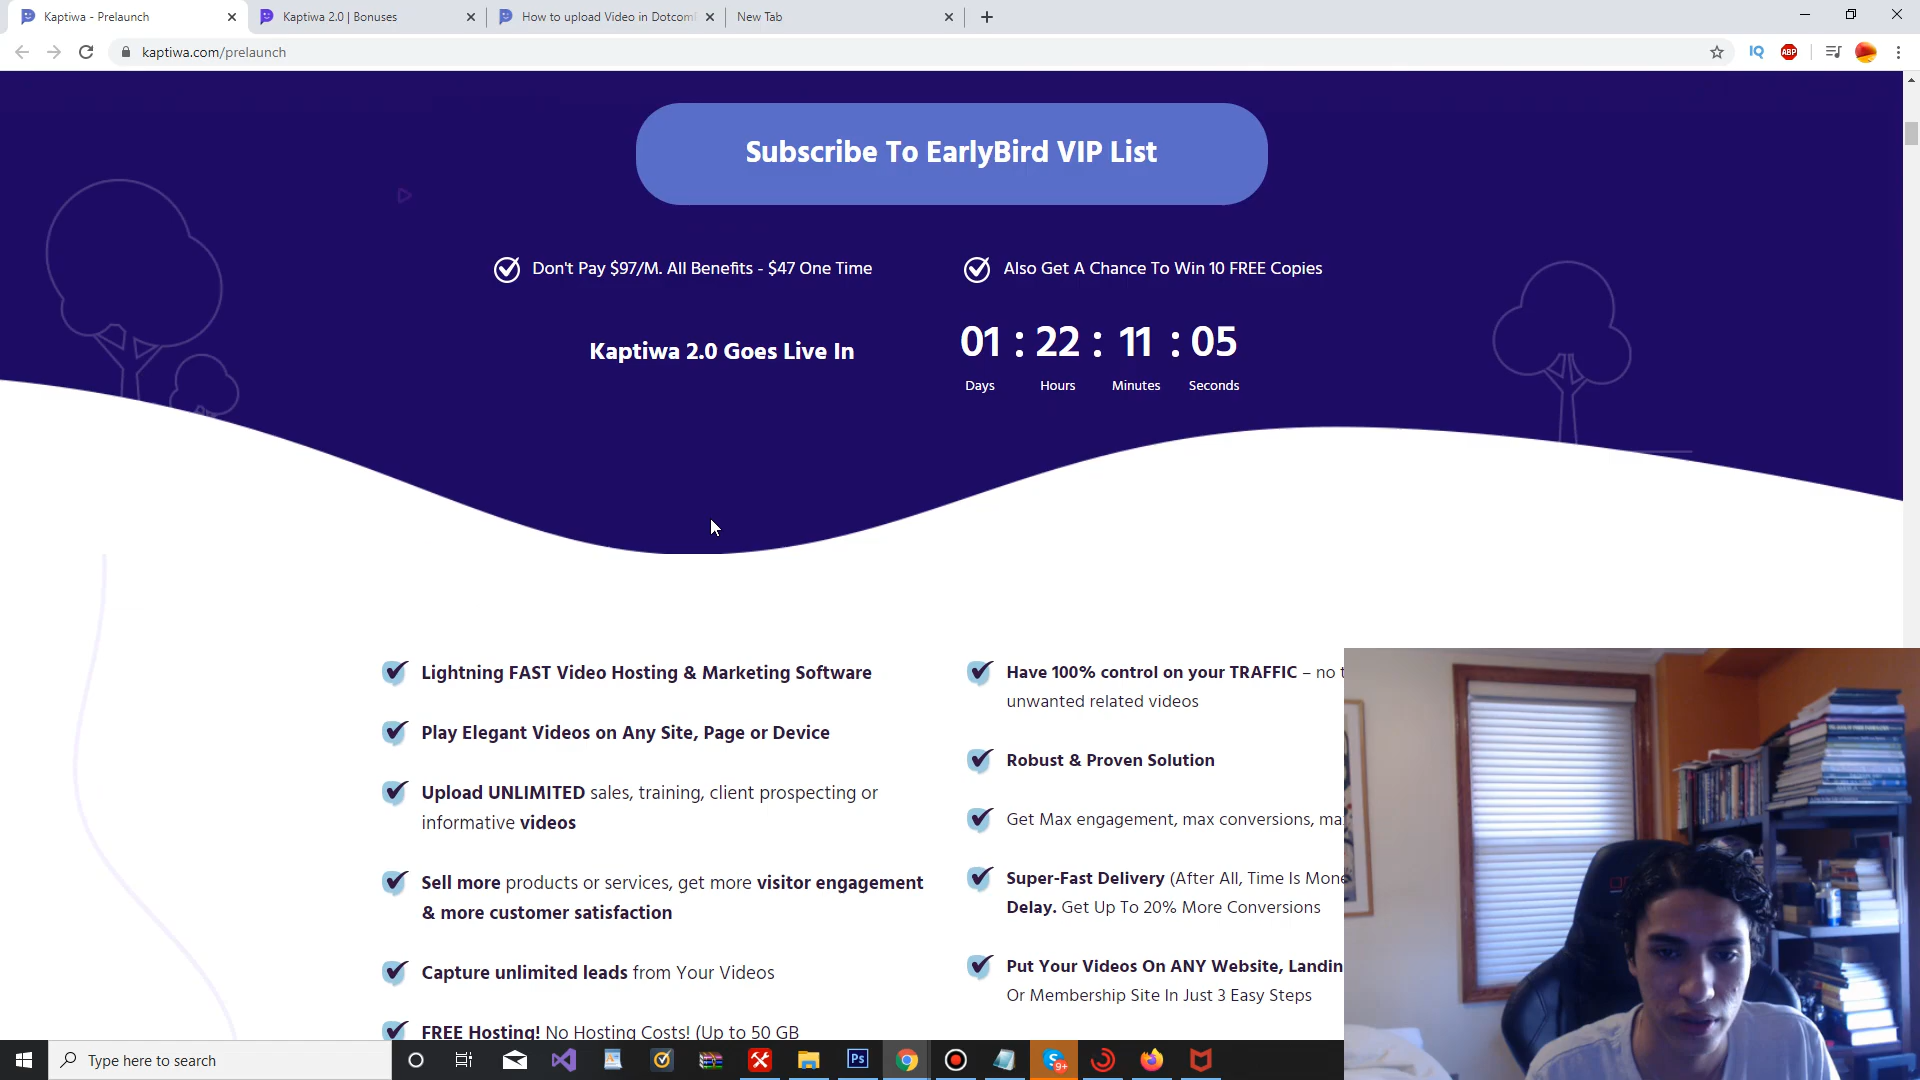 Kaptiwa - Prelaunch
Kaptiwa 2.0 | Bonuses
How to upload Video in Dotcom
New Tab
kaptiwa.com/prelaunch
IQ
ABP
Subscribe To EarlyBird VIP List
Don't Pay $97/M. All Benefits - $47 One Time
Also Get A Chance To Win 10 FREE Copies
Kaptiwa 2.0 Goes Live In
01 : 22 : 11 : 05
Days Hours Minutes Seconds
Lightning FAST Video Hosting & Marketing Software
Play Elegant Videos on Any Site, Page or Device
Upload UNLIMITED sales, training, client prospecting or
informative videos
Sell more products or services, get more visitor engagement
& more customer satisfaction
Capture unlimited leads from Your Videos
FREE Hosting! No Hosting Costs! (Up to 50 GB
Have 100% control on your TRAFFIC – no
unwanted related videos
Robust & Proven Solution
Get Max engagement, max conversions,
Super-Fast Delivery (After All, Time Is
Delay. Get Up To 20% More Conversions
Put Your Videos On ANY Website,
Or Membership Site In Just 3 Easy Steps
Type here to search
Ps
S
9+